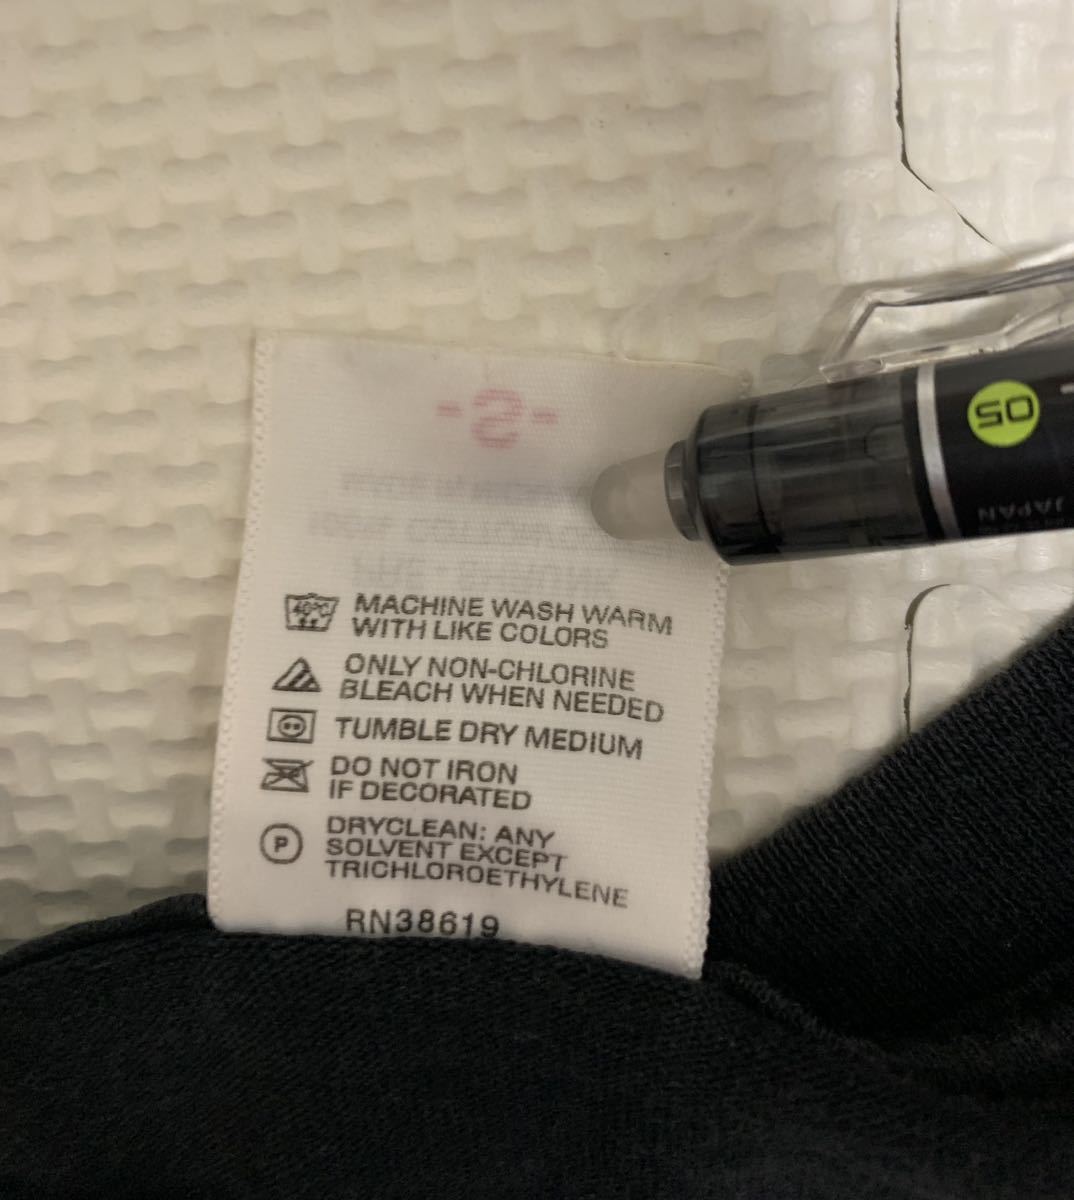 -S-
40°C
MACHINE WASH WARM
WITH LIKE COLORS
ONLY NON-CHLORINE
BLEACH WHEN NEEDED
TUMBLE DRY MEDIUM
DO NOT IRON
IF DECORATED
P
DRYCLEAN: ANY
SOLVENT EXCEPT
TRICHLOROETHYLENE
RN38619
05
JAPAN